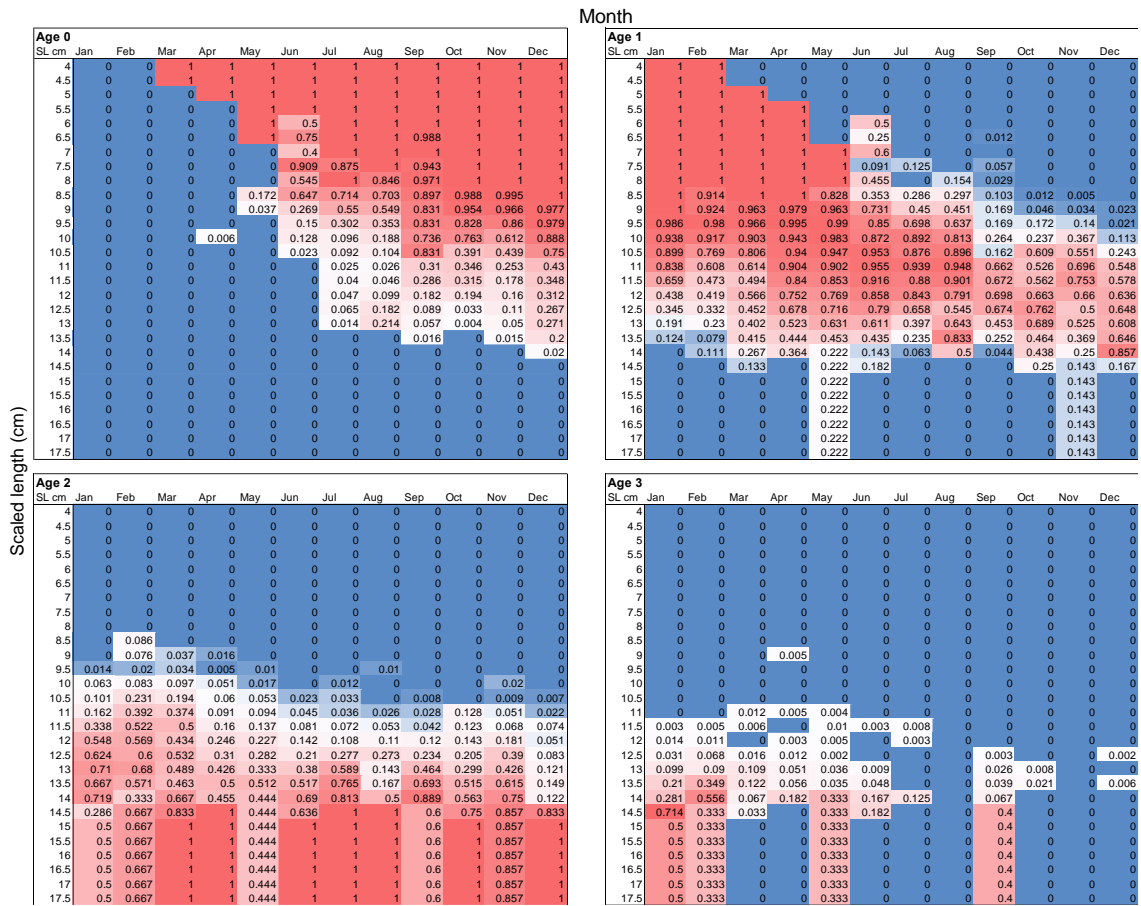 Month
Age 0
SL cm Jan Feb Mar Apr May Jun Jul Aug Sep Oct Nov Dec
4 0 0 1 1 1 1 1 1 1 1 1 1
4.5 0 0 1 1 1 1 1 1 1 1 1 1
5 0 0 0 1 1 1 1 1 1 1 1 1
5.5 0 0 0 0 1 1 1 1 1 1 1 1
6 0 0 0 0 1 0.5 1 1 1 1 1 1
6.5 0 0 0 0 1 0.75 1 1 0.988 1 1 1
7 0 0 0 0 0 0.4 1 1 1 1 1 1
7.5 0 0 0 0 0 0.909 0.875 1 0.943 1 1 1
8 0 0 0 0 0 0.545 1 0.846 0.971 1 1 1
8.5 0 0 0 0 0.172 0.647 0.714 0.703 0.897 0.988 0.995 1
9 0 0 0 0 0.037 0.269 0.55 0.549 0.831 0.954 0.966 0.977
9.5 0 0 0 0 0 0.15 0.302 0.353 0.831 0.828 0.86 0.979
10 0 0 0 0.006 0 0.128 0.096 0.188 0.736 0.763 0.612 0.888
10.5 0 0 0 0 0 0.023 0.092 0.104 0.831 0.391 0.439 0.75
11 0 0 0 0 0 0 0.025 0.026 0.31 0.346 0.253 0.43
11.5 0 0 0 0 0 0 0.04 0.046 0.286 0.315 0.178 0.348
12 0 0 0 0 0 0 0.047 0.099 0.182 0.194 0.16 0.312
12.5 0 0 0 0 0 0 0.065 0.182 0.089 0.033 0.11 0.267
13 0 0 0 0 0 0 0.014 0.214 0.057 0.004 0.05 0.271
13.5 0 0 0 0 0 0 0 0 0.016 0 0.015 0.2
14 0 0 0 0 0 0 0 0 0 0 0 0.02
14.5 0 0 0 0 0 0 0 0 0 0 0 0
15 0 0 0 0 0 0 0 0 0 0 0 0
15.5 0 0 0 0 0 0 0 0 0 0 0 0
16 0 0 0 0 0 0 0 0 0 0 0 0
16.5 0 0 0 0 0 0 0 0 0 0 0 0
17 0 0 0 0 0 0 0 0 0 0 0 0
17.5 0 0 0 0 0 0 0 0 0 0 0 0
Age 1
SL cm Jan Feb Mar Apr May Jun Jul Aug Sep Oct Nov Dec
4 1 1 0 0 0 0 0 0 0 0 0 0
4.5 1 1 0 0 0 0 0 0 0 0 0 0
5 1 1 1 0 0 0 0 0 0 0 0 0
5.5 1 1 1 1 0 0 0 0 0 0 0 0
6 1 1 1 1 0 0.5 0 0 0 0 0 0
6.5 1 1 1 1 0 0.25 0 0 0.012 0 0 0
7 1 1 1 1 1 0.6 0 0 0 0 0 0
7.5 1 1 1 1 1 0.091 0.125 0 0.057 0 0 0
8 1 1 1 1 1 0.455 0 0.154 0.029 0 0 0
8.5 1 0.914 1 1 0.828 0.353 0.286 0.297 0.103 0.012 0.005 0
9 1 0.924 0.963 0.979 0.963 0.731 0.45 0.451 0.169 0.046 0.034 0.023
9.5 0.986 0.98 0.966 0.995 0.99 0.85 0.698 0.637 0.169 0.172 0.14 0.021
10 0.938 0.917 0.903 0.943 0.983 0.872 0.892 0.813 0.264 0.237 0.367 0.113
10.5 0.899 0.769 0.806 0.94 0.947 0.953 0.876 0.896 0.162 0.609 0.551 0.243
11 0.838 0.608 0.614 0.904 0.902 0.955 0.939 0.948 0.662 0.526 0.696 0.548
11.5 0.659 0.473 0.494 0.84 0.853 0.916 0.88 0.901 0.672 0.562 0.753 0.578
12 0.438 0.419 0.566 0.752 0.769 0.858 0.843 0.791 0.698 0.663 0.66 0.636
12.5 0.345 0.332 0.452 0.678 0.716 0.79 0.658 0.545 0.674 0.762 0.5 0.648
13 0.191 0.23 0.402 0.523 0.631 0.611 0.397 0.643 0.453 0.689 0.525 0.608
13.5 0.124 0.079 0.415 0.444 0.453 0.435 0.235 0.833 0.252 0.464 0.369 0.646
14 0 0.111 0.267 0.364 0.222 0.143 0.063 0.5 0.044 0.438 0.25 0.857
14.5 0 0 0.133 0 0.222 0.182 0 0 0 0.25 0.143 0.167
15 0 0 0 0 0.222 0 0 0 0 0 0.143 0
15.5 0 0 0 0 0.222 0 0 0 0 0 0.143 0
16 0 0 0 0 0.222 0 0 0 0 0 0.143 0
16.5 0 0 0 0 0.222 0 0 0 0 0 0.143 0
17 0 0 0 0 0.222 0 0 0 0 0 0.143 0
17.5 0 0 0 0 0.222 0 0 0 0 0 0.143 0
Scaled length (cm)
Age 2
SL cm Jan Feb Mar Apr May Jun Jul Aug Sep Oct Nov Dec
4 0 0 0 0 0 0 0 0 0 0 0 0
4.5 0 0 0 0 0 0 0 0 0 0 0 0
5 0 0 0 0 0 0 0 0 0 0 0 0
5.5 0 0 0 0 0 0 0 0 0 0 0 0
6 0 0 0 0 0 0 0 0 0 0 0 0
6.5 0 0 0 0 0 0 0 0 0 0 0 0
7 0 0 0 0 0 0 0 0 0 0 0 0
7.5 0 0 0 0 0 0 0 0 0 0 0 0
8 0 0 0 0 0 0 0 0 0 0 0 0
8.5 0 0.086 0 0 0 0 0 0 0 0 0 0
9 0 0.076 0.037 0.016 0 0 0 0 0 0 0 0
9.5 0.014 0.02 0.034 0.005 0.01 0 0 0.01 0 0 0 0
10 0.063 0.083 0.097 0.051 0.017 0 0.012 0 0 0 0.02 0
10.5 0.101 0.231 0.194 0.06 0.053 0.023 0.033 0 0.008 0 0.009 0.007
11 0.162 0.392 0.374 0.091 0.094 0.045 0.036 0.026 0.028 0.128 0.051 0.022
11.5 0.338 0.522 0.5 0.16 0.137 0.081 0.072 0.053 0.042 0.123 0.068 0.074
12 0.548 0.569 0.434 0.246 0.227 0.142 0.108 0.11 0.12 0.143 0.181 0.051
12.5 0.624 0.6 0.532 0.31 0.282 0.21 0.277 0.273 0.234 0.205 0.39 0.083
13 0.71 0.68 0.489 0.426 0.333 0.38 0.589 0.143 0.464 0.299 0.426 0.121
13.5 0.667 0.571 0.463 0.5 0.512 0.517 0.765 0.167 0.693 0.515 0.615 0.149
14 0.719 0.333 0.667 0.455 0.444 0.69 0.813 0.5 0.889 0.563 0.75 0.122
14.5 0.286 0.667 0.833 1 0.444 0.636 1 1 0.6 0.75 0.857 0.833
15 0.5 0.667 1 1 0.444 1 1 1 0.6 1 0.857 1
15.5 0.5 0.667 1 1 0.444 1 1 1 0.6 1 0.857 1
16 0.5 0.667 1 1 0.444 1 1 1 0.6 1 0.857 1
16.5 0.5 0.667 1 1 0.444 1 1 1 0.6 1 0.857 1
17 0.5 0.667 1 1 0.444 1 1 1 0.6 1 0.857 1
17.5 0.5 0.667 1 1 0.444 1 1 1 0.6 1 0.857 1
Age 3
SL cm Jan Feb Mar Apr May Jun Jul Aug Sep Oct Nov Dec
4 0 0 0 0 0 0 0 0 0 0 0 0
4.5 0 0 0 0 0 0 0 0 0 0 0 0
5 0 0 0 0 0 0 0 0 0 0 0 0
5.5 0 0 0 0 0 0 0 0 0 0 0 0
6 0 0 0 0 0 0 0 0 0 0 0 0
6.5 0 0 0 0 0 0 0 0 0 0 0 0
7 0 0 0 0 0 0 0 0 0 0 0 0
7.5 0 0 0 0 0 0 0 0 0 0 0 0
8 0 0 0 0 0 0 0 0 0 0 0 0
8.5 0 0 0 0 0 0 0 0 0 0 0 0
9 0 0 0 0.005 0 0 0 0 0 0 0 0
9.5 0 0 0 0 0 0 0 0 0 0 0 0
10 0 0 0 0 0 0 0 0 0 0 0 0
10.5 0 0 0 0 0 0 0 0 0 0 0 0
11 0 0 0.012 0.005 0.004 0 0 0 0 0 0 0
11.5 0.003 0.005 0.006 0 0.01 0.003 0.008 0 0 0 0 0
12 0.014 0.011 0 0.003 0.005 0 0.003 0 0 0 0 0
12.5 0.031 0.068 0.016 0.012 0.002 0 0 0 0.003 0 0 0.002
13 0.099 0.09 0.109 0.051 0.036 0.009 0 0 0.026 0.008 0 0
13.5 0.21 0.349 0.122 0.056 0.035 0.048 0 0 0.039 0.021 0 0.006
14 0.281 0.556 0.067 0.182 0.333 0.167 0.125 0 0.067 0 0 0
14.5 0.714 0.333 0.033 0 0.333 0.182 0 0 0.4 0 0 0
15 0.5 0.333 0 0 0.333 0 0 0 0.4 0 0 0
15.5 0.5 0.333 0 0 0.333 0 0 0 0.4 0 0 0
16 0.5 0.333 0 0 0.333 0 0 0 0.4 0 0 0
16.5 0.5 0.333 0 0 0.333 0 0 0 0.4 0 0 0
17 0.5 0.333 0 0 0.333 0 0 0 0.4 0 0 0
17.5 0.5 0.333 0 0 0.333 0 0 0 0.4 0 0 0